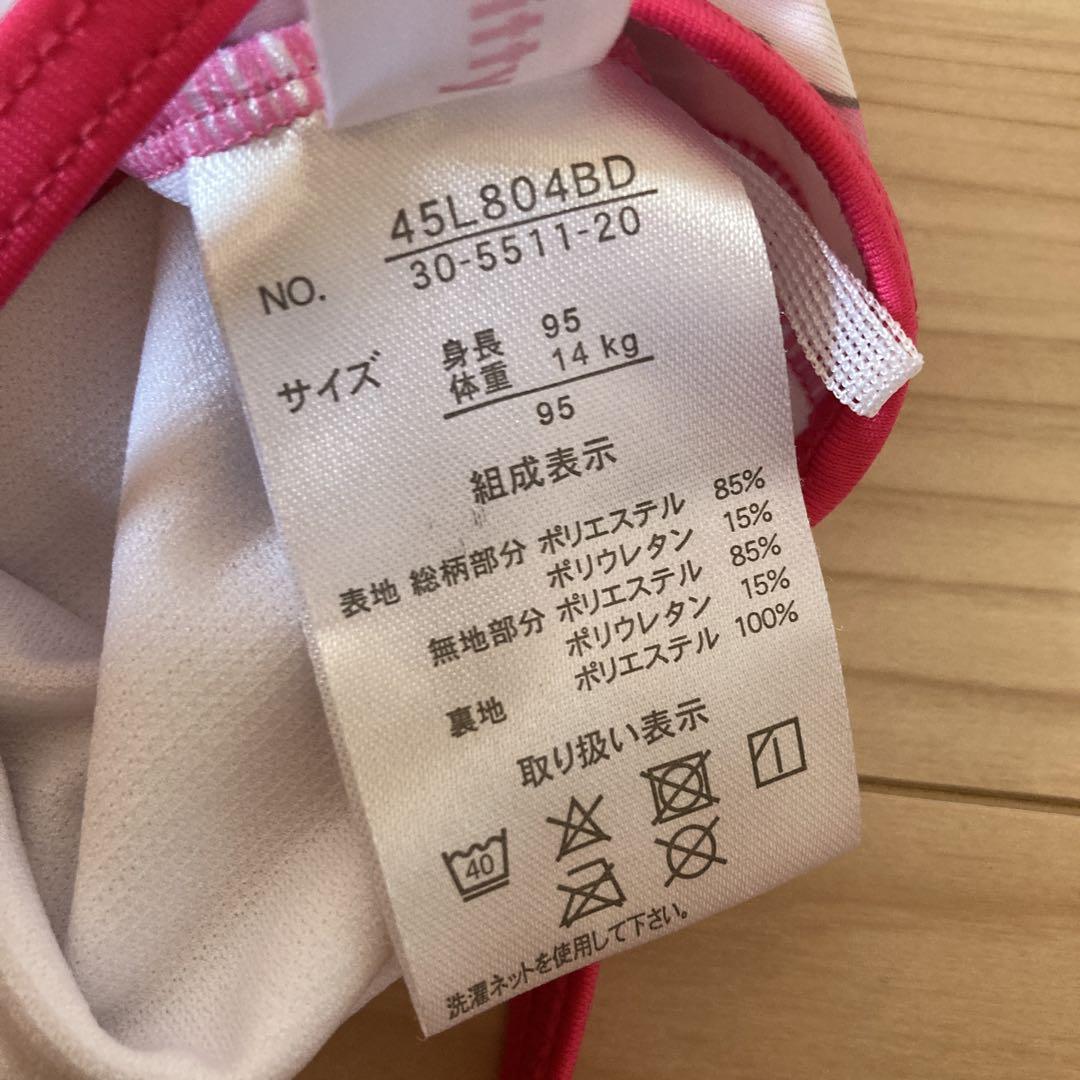 itty
45L804BD
NO. 30-5511-20
サイズ 身長 95
体重 14 kg
95
組成表示
表地 総柄部分 ポリエステル 85%
ポリウレタン 15%
無地部分 ポリエステル 85%
ポリウレタン 15%
裏地 ポリエステル 100%
取り扱い表示
40
洗濯ネットを使用して下さい。